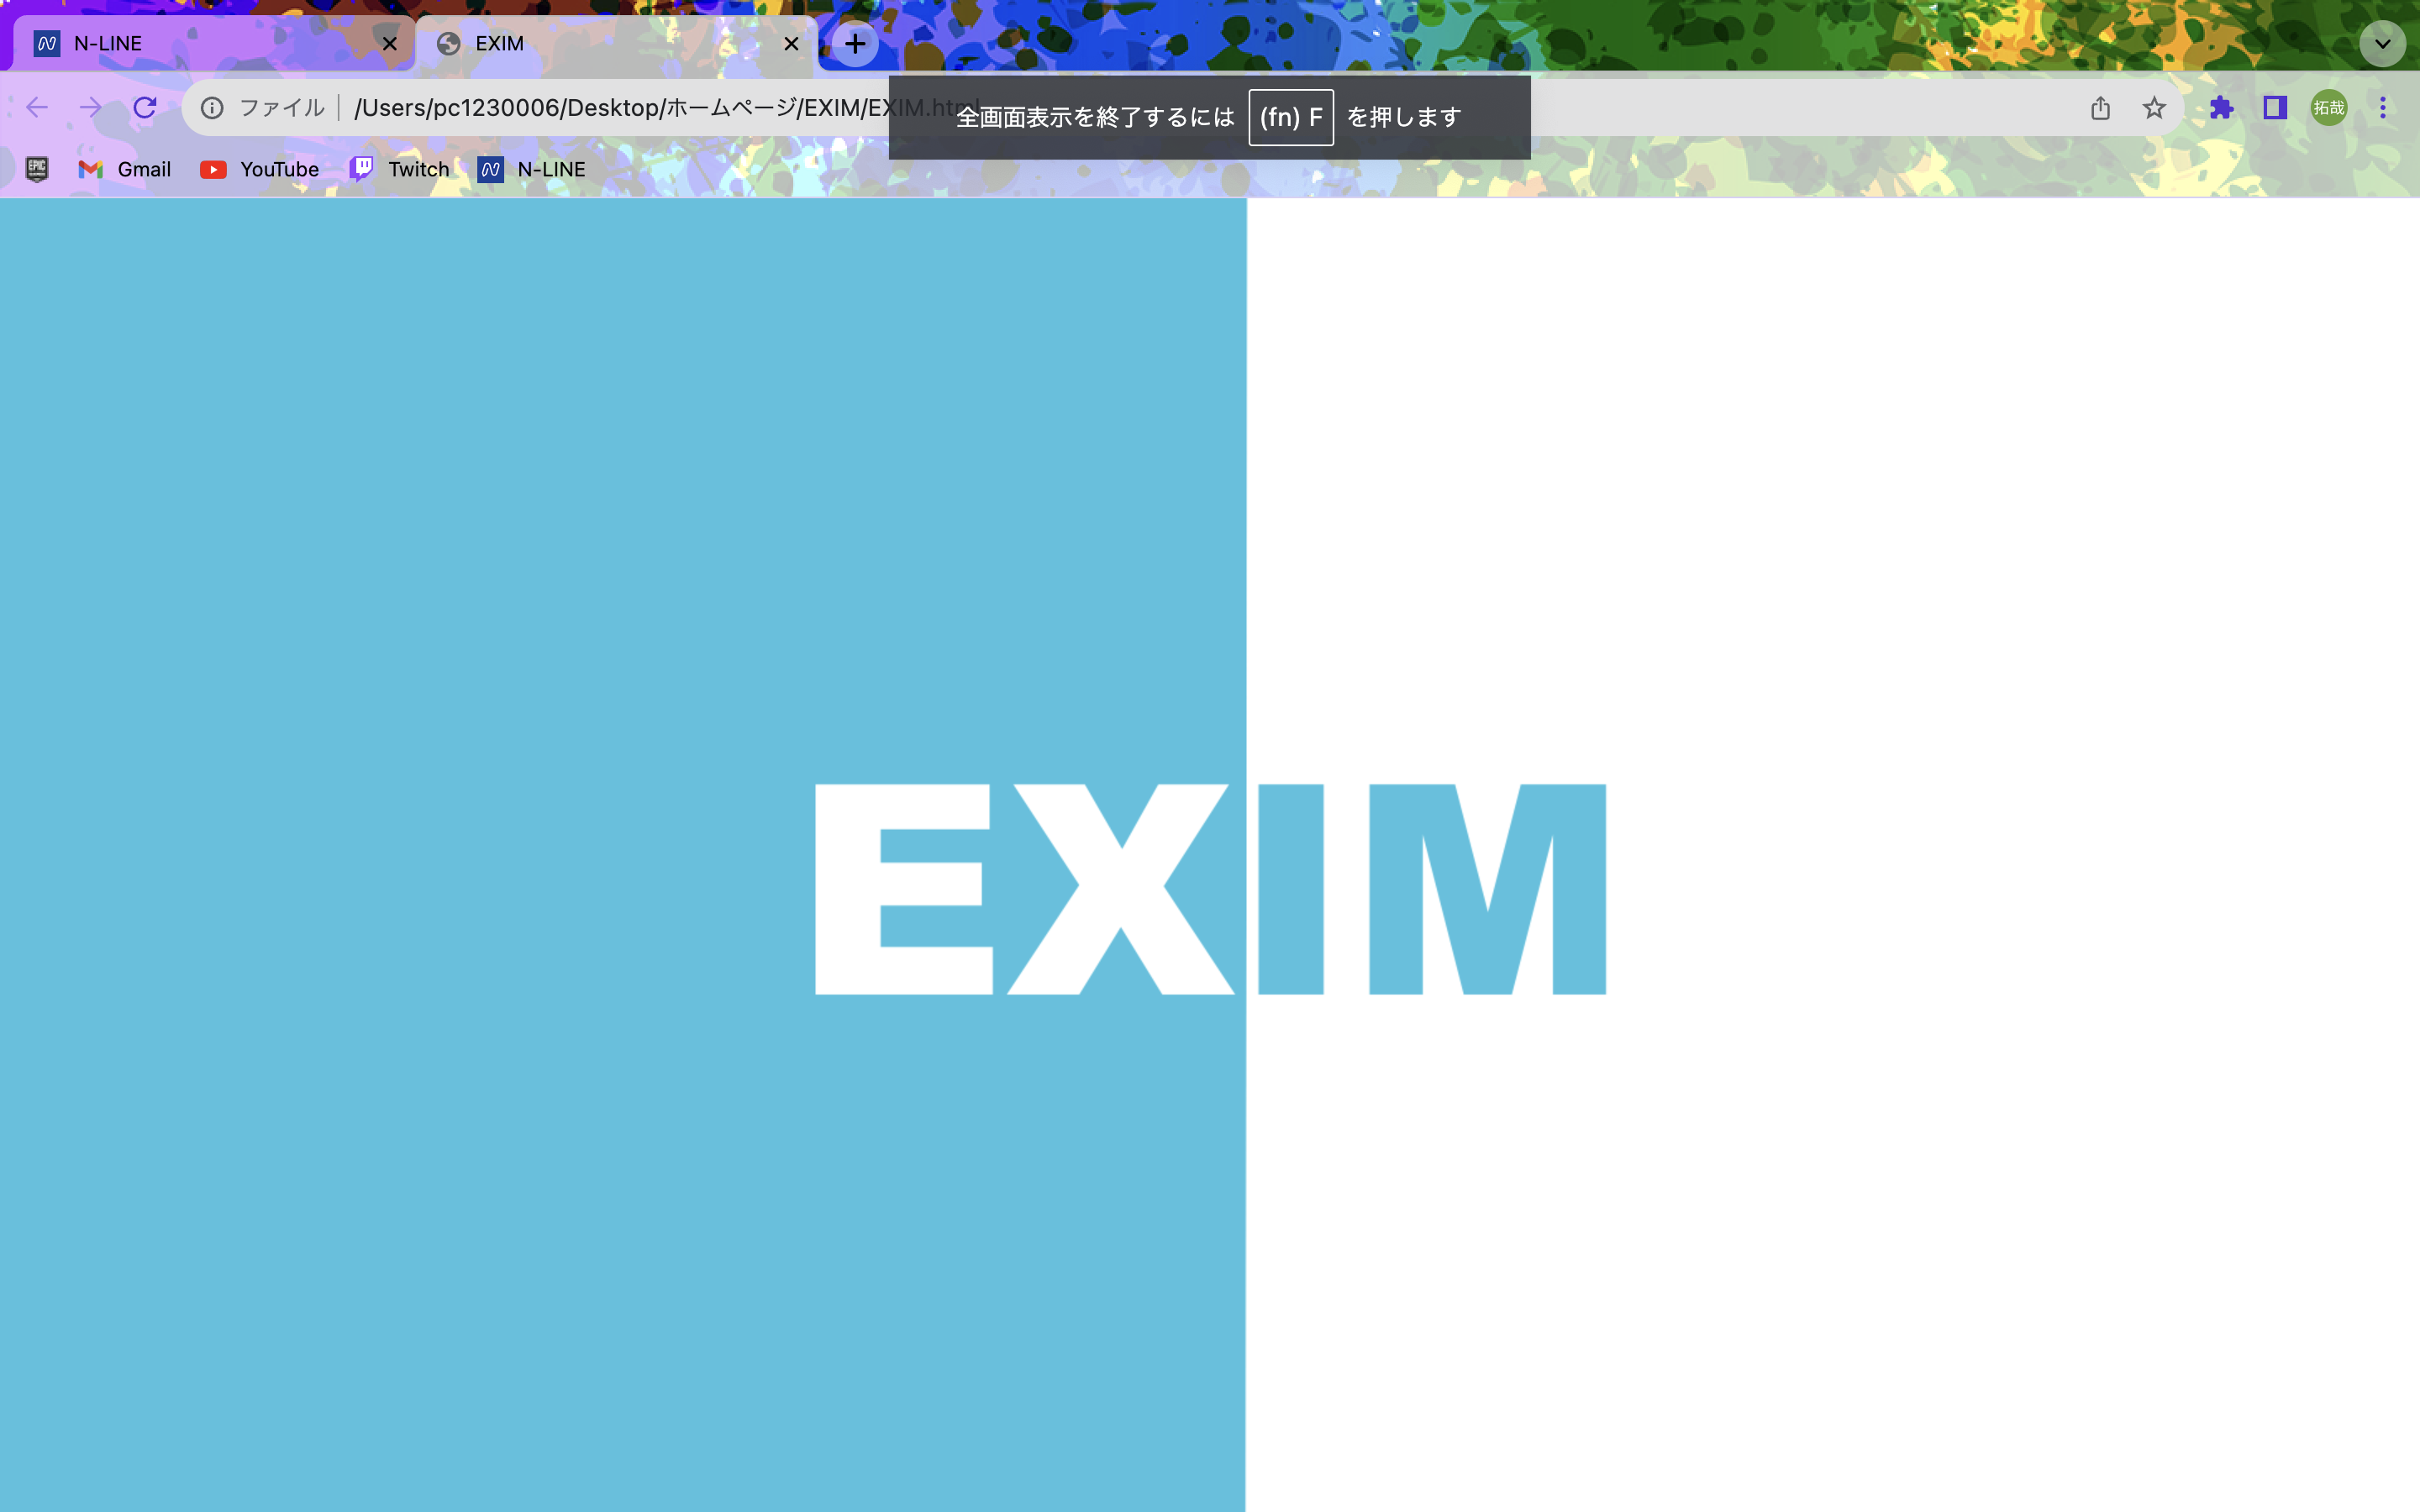 N-LINE
EXIM
ファイル
/Users/pc1230006/Desktop/ホームページ/EXIM/EXIM.html
全画面表示を終了するには (fn) F を押します
拓哉
EPIC
Gmail
YouTube
Twitch
N-LINE
EXIM